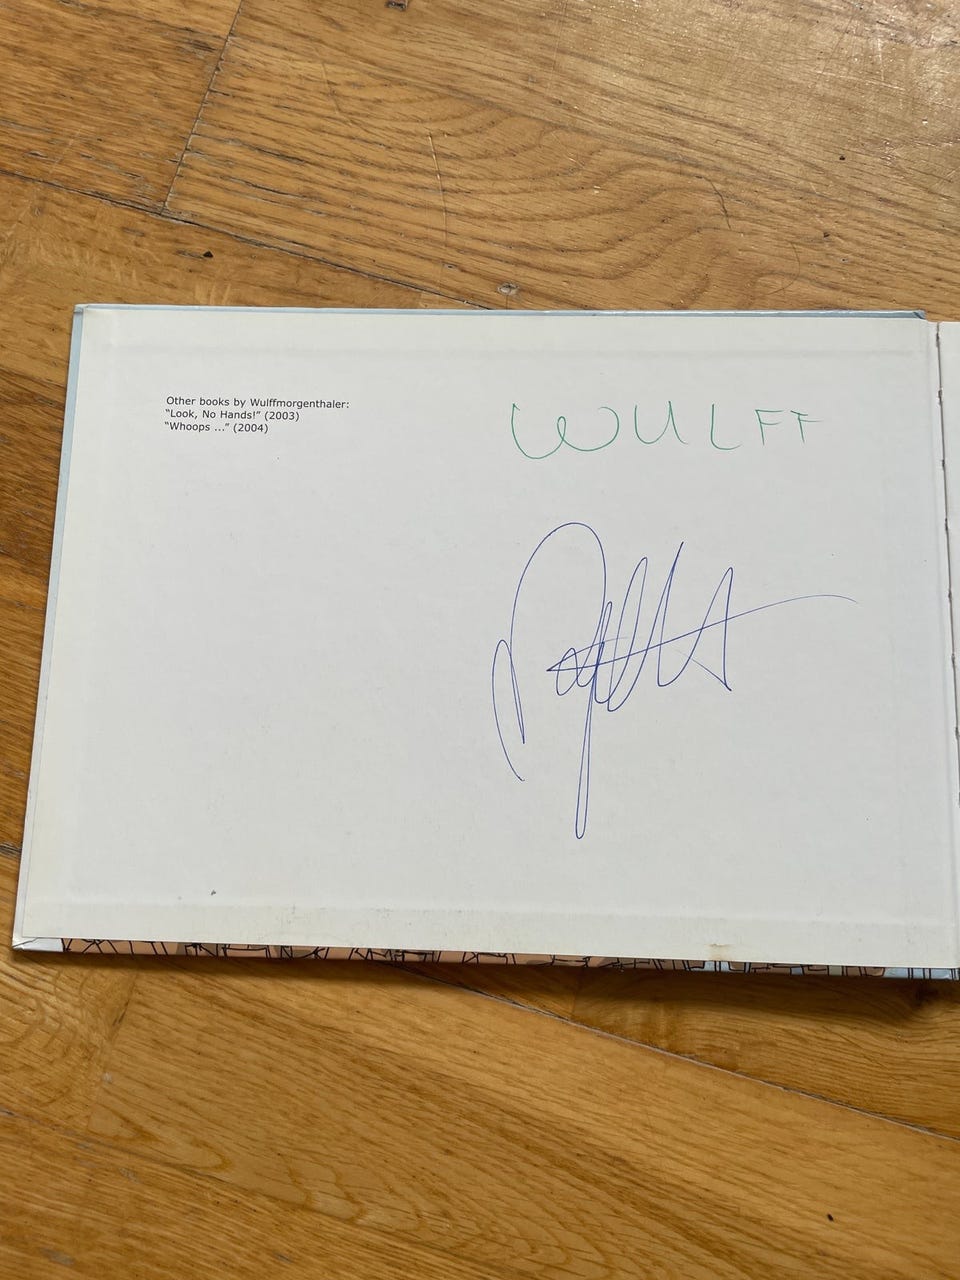 Other books by Wulffmorgenthaler:
"Look, No Hands!" (2003)
"Whoops ..." (2004)
WULFF